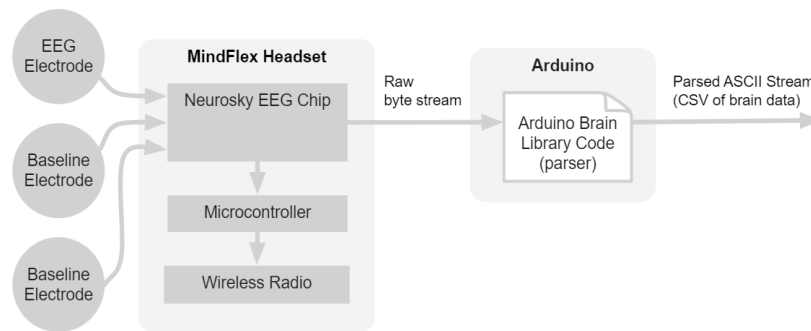 EEG
Electrode
Baseline
Electrode
Baseline
Electrode
MindFlex Headset
Neurosky EEG Chip
Microcontroller
Wireless Radio
Raw
byte stream
Arduino
Arduino Brain
Library Code
(parser)
Parsed ASCII Stream
(CSV of brain data)